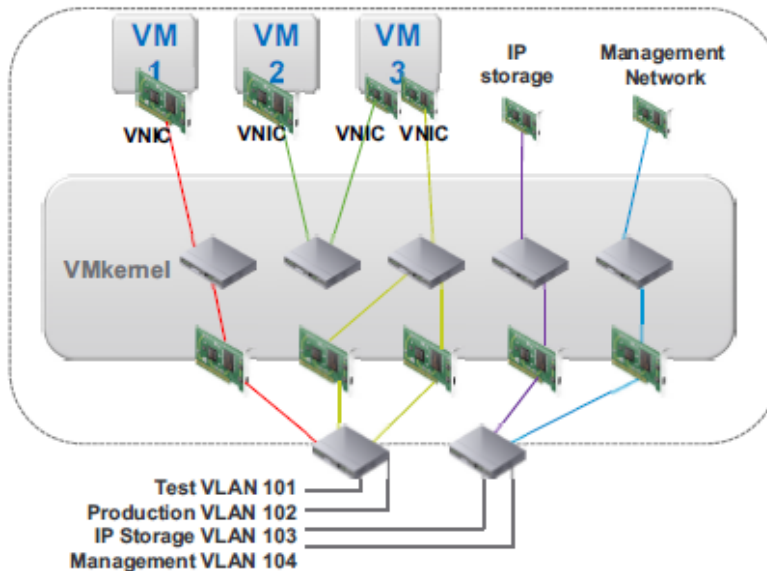 VM
1
VM
2
VM
3
IP
storage
Management
Network
VNIC
VNIC
VNIC
VNIC
VMkernel
Test VLAN 101
Production VLAN 102
IP Storage VLAN 103
Management VLAN 104